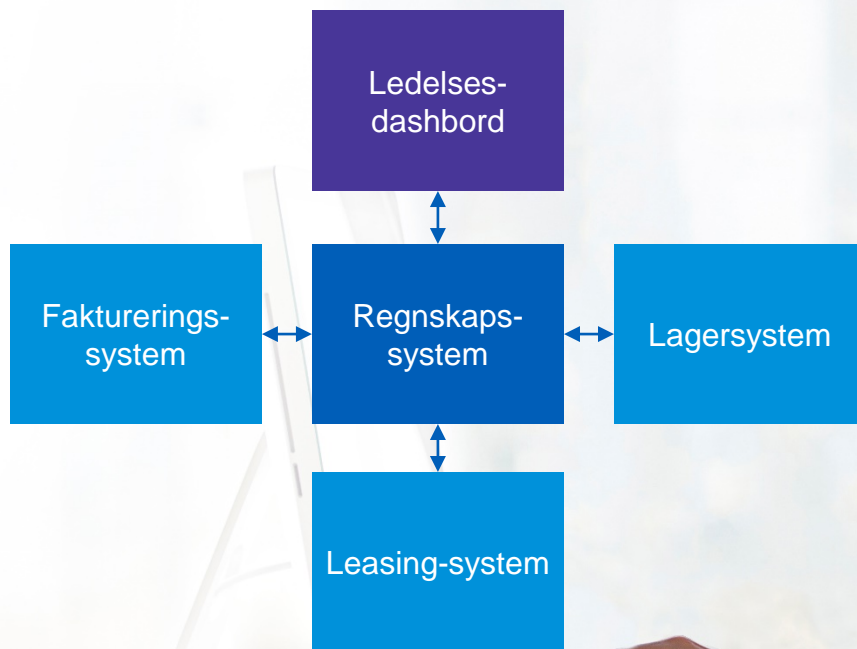 Ledelses-
dashbord
Fakturerings-
system
Regnskaps-
system
Lagersystem
Leasing-system